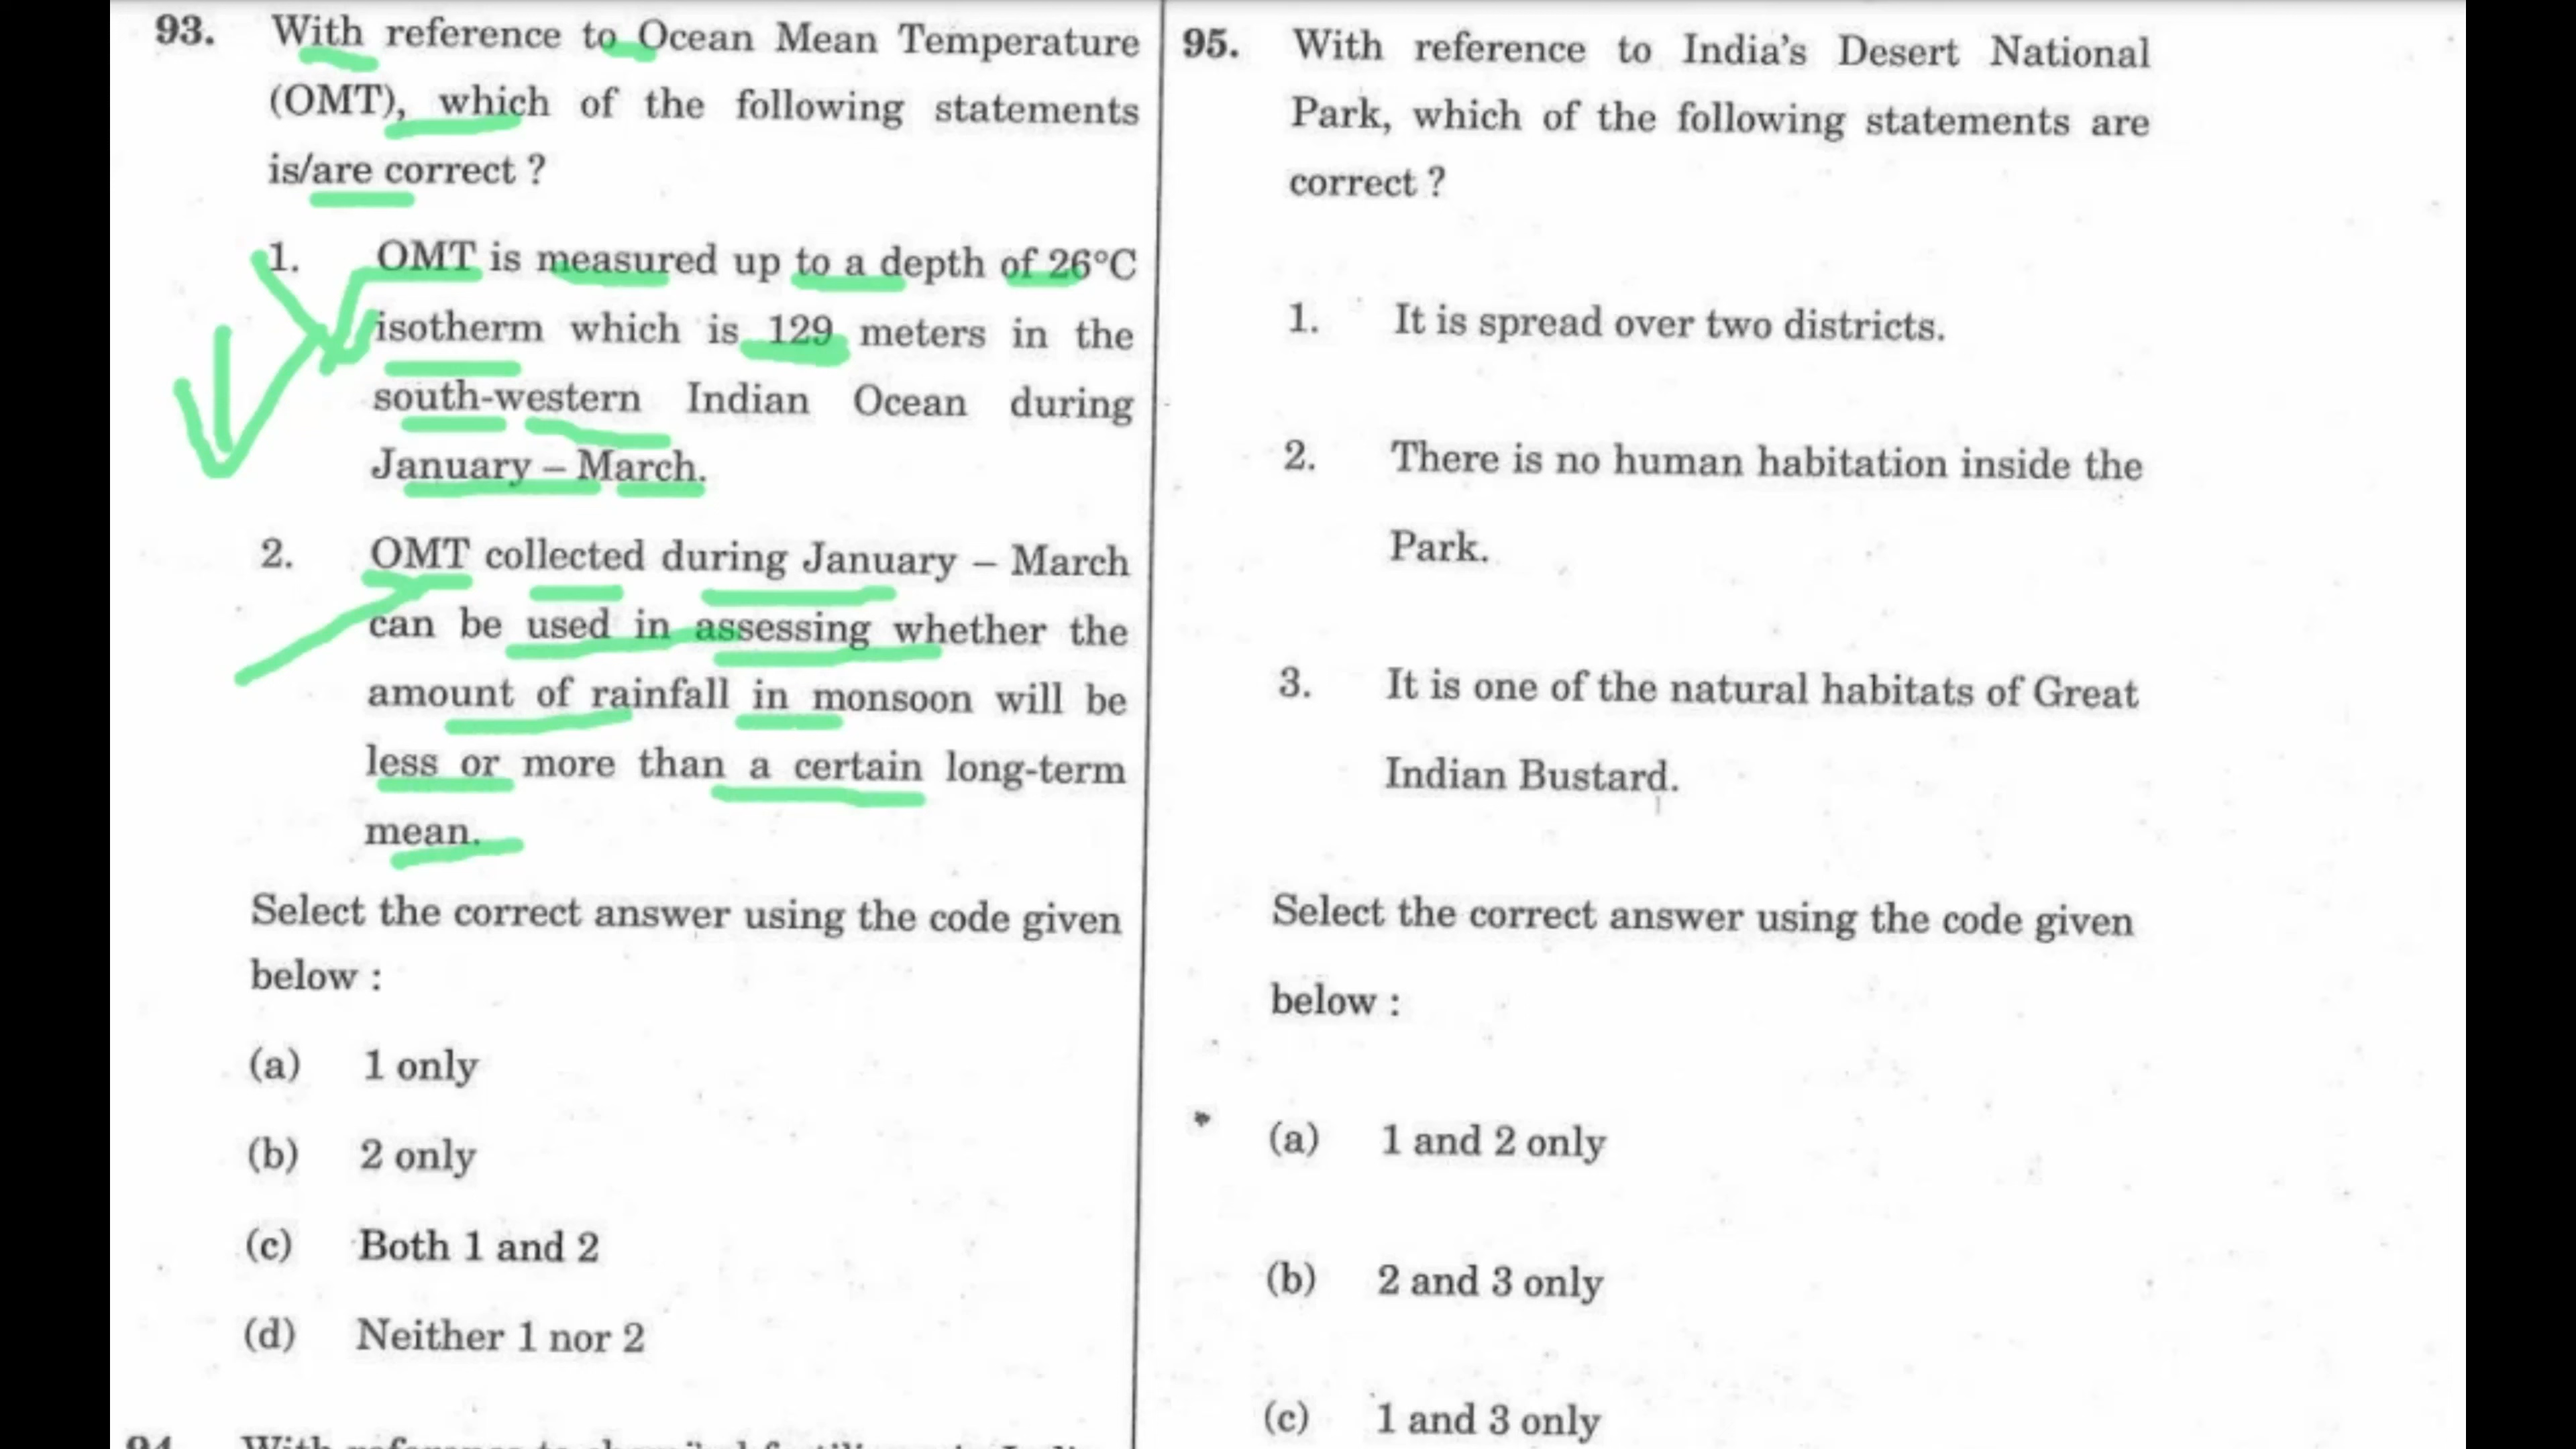 93. With reference to Ocean Mean Temperature
(OMT), which of the following statements
is/are correct ?
1. OMT is measured up to a depth of 26°C
isotherm which is 129 meters in the
south-western Indian Ocean during
January – March.
2. OMT collected during January – March
can be used in assessing whether the
amount of rainfall in monsoon will be
less or more than a certain long-term
mean.
Select the correct answer using the code given
below :
(a) 1 only
(b) 2 only
(c) Both 1 and 2
(d) Neither 1 nor 2
95. With reference to India's Desert National
Park, which of the following statements are
correct ?
1. It is spread over two districts.
2. There is no human habitation inside the
Park.
3. It is one of the natural habitats of Great
Indian Bustard.
Select the correct answer using the code given
below :
(a) 1 and 2 only
(b) 2 and 3 only
(c) 1 and 3 only